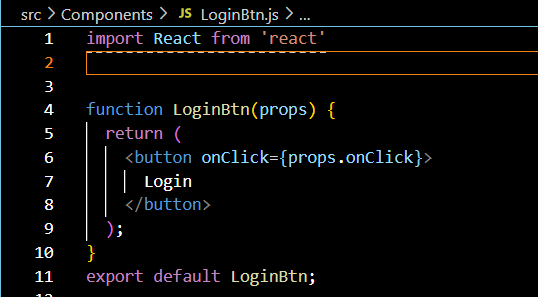 src > Components > JS LoginBtn.js > ...
1 import React from 'react'
2
3
4 function LoginBtn(props) {
5 return (
6 <button onClick={props.onClick}>
7 Login
8 </button>
9 );
10 }
11 export default LoginBtn;